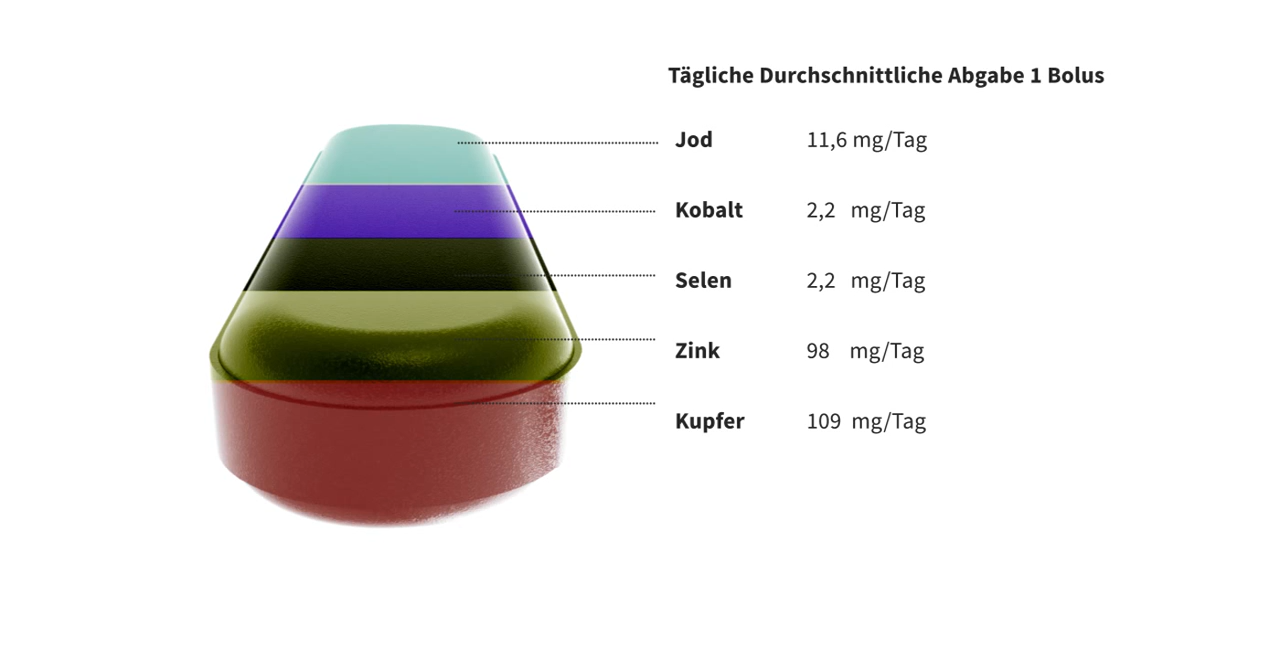 Tägliche Durchschnittliche Abgabe 1 Bolus
Jod 11,6 mg/Tag
Kobalt 2,2 mg/Tag
Selen 2,2 mg/Tag
Zink 98 mg/Tag
Kupfer 109 mg/Tag